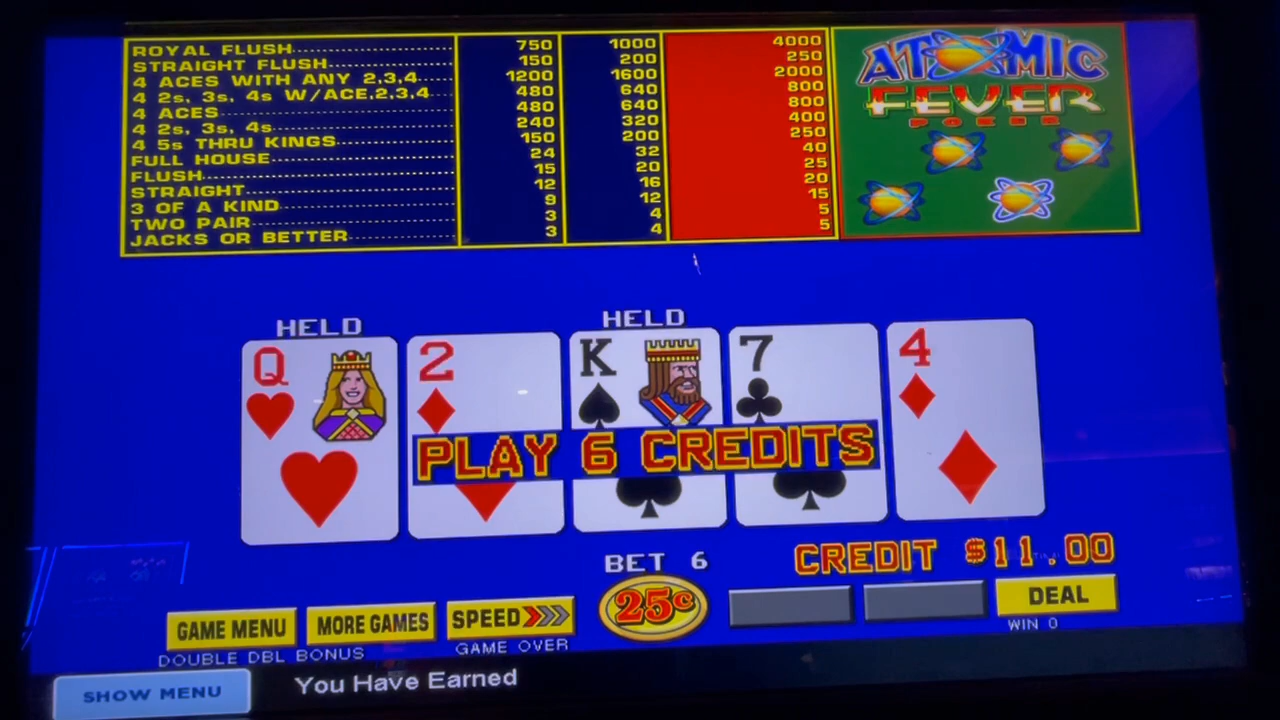 ROYAL FLUSH 750 1000 4000
STRAIGHT FLUSH 150 200 250
4 ACES WITH ANY 2,3,4 1200 1600 2000
4 2s, 3s, 4s W/ACE,2,3,4 480 640 800
4 ACES 480 640 800
4 2s, 3s, 4s 240 320 400
4 5s THRU KINGS 150 200 250
FULL HOUSE 24 32 40
FLUSH 15 20 25
STRAIGHT 12 16 20
3 OF A KIND 9 12 15
TWO PAIR 3 4 5
JACKS OR BETTER 3 4 5
ATOMIC
FEVER
POKER
HELD HELD
Q 2 K 7 4
PLAY 6 CREDITS
BET 6 CREDIT $11.00
GAME MENU MORE GAMES SPEED 25¢ DEAL
DOUBLE DBL BONUS GAME OVER WIN 0
SHOW MENU You Have Earned